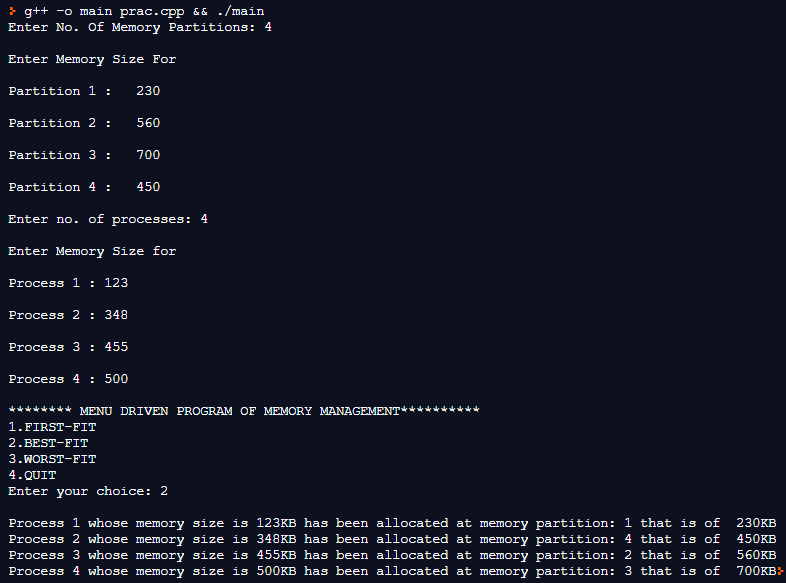 g++ -o main prac.cpp && ./main
Enter No. Of Memory Partitions: 4
Enter Memory Size For
Partition 1 :   230
Partition 2 :   560
Partition 3 :   700
Partition 4 :   450
Enter no. of processes: 4
Enter Memory Size for
Process 1 : 123
Process 2 : 348
Process 3 : 455
Process 4 : 500
******** MENU DRIVEN PROGRAM OF MEMORY MANAGEMENT**********
1.FIRST-FIT
2.BEST-FIT
3.WORST-FIT
4.QUIT
Enter your choice: 2
Process 1 whose memory size is 123KB has been allocated at memory partition: 1 that is of  230KB
Process 2 whose memory size is 348KB has been allocated at memory partition: 4 that is of  450KB
Process 3 whose memory size is 455KB has been allocated at memory partition: 2 that is of  560KB
Process 4 whose memory size is 500KB has been allocated at memory partition: 3 that is of  700KB